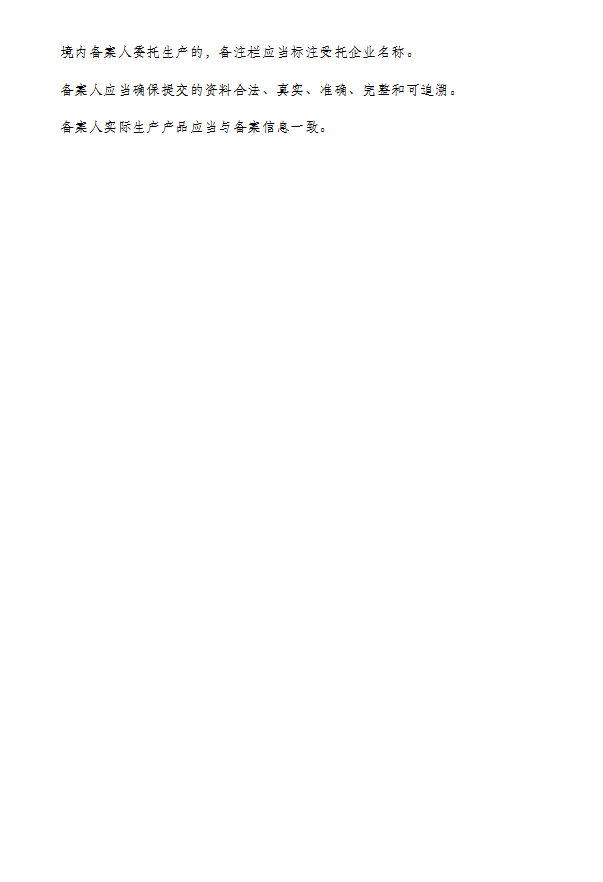 境内备案人委托生产的，备注栏应当标注受托企业名称。
备案人应当确保提交的资料合法、真实、准确、完整和可追溯。
备案人实际生产产品应当与备案信息一致。